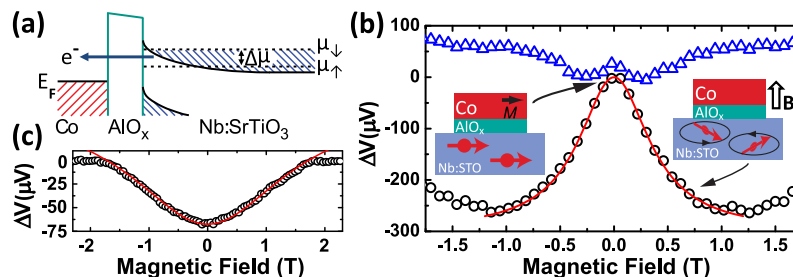 (a)
e⁻
Δμ
μ↓
μ↑
E_F
Co
AlOₓ
Nb:SrTiO₃
(c)
ΔV(μV)
0
-25
-50
-75
-2
-1
0
1
2
Magnetic Field (T)
(b)
ΔV(μV)
100
0
-100
-200
-300
Co
M
AlOₓ
Nb:STO
Co
AlOₓ
Nb:STO
B
-1.5
-1.0
-0.5
0.0
0.5
1.0
1.5
Magnetic Field (T)